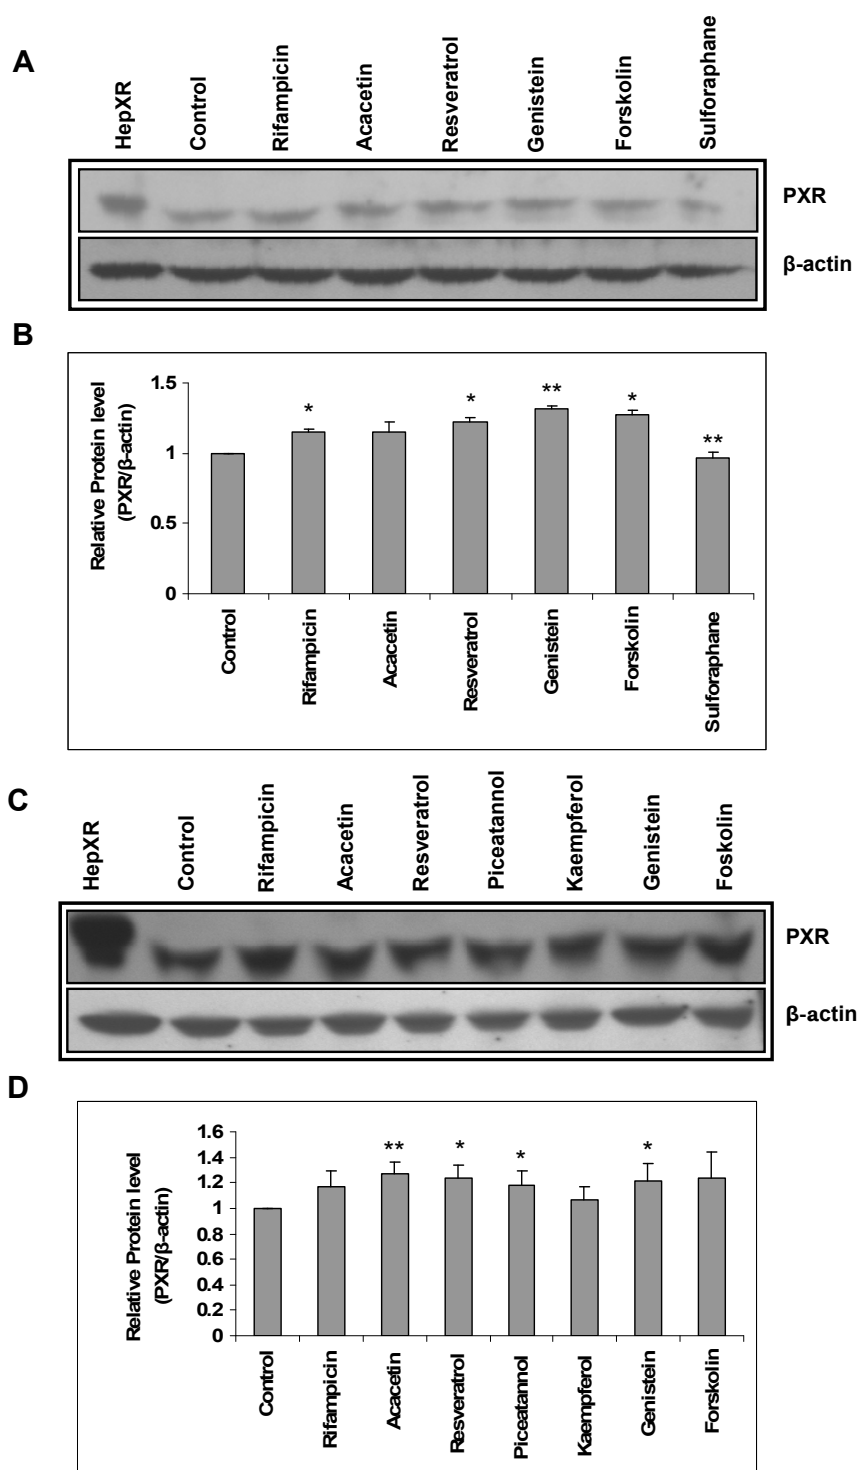 A
HepXR Control Rifampicin Acacetin Resveratrol Genistein Forskolin Sulforaphane
PXR
β-actin
B
Relative Protein level
(PXR/β-actin)
1.5
1
0.5
0
* * ** * **
Control Rifampicin Acacetin Resveratrol Genistein Forskolin Sulforaphane
C
HepXR Control Rifampicin Acacetin Resveratrol Piceatannol Kaempferol Genistein Foskolin
PXR
β-actin
D
Relative Protein level
(PXR/β-actin)
1.6
1.4
1.2
1
0.8
0.6
0.4
0.2
0
** * * *
Control Rifampicin Acacetin Resveratrol Piceatannol Kaempferol Genistein Forskolin